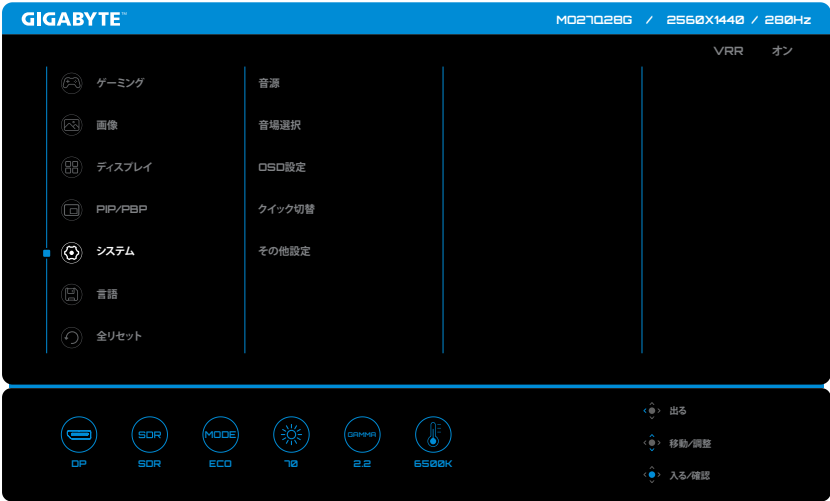 GIGABYTE™ MO27Q28G / 2560X1440 / 280Hz
VRR オン
ゲーミング 音源
画像 音場選択
ディスプレイ OSD設定
PIP/PBP クイック切替
システム その他設定
言語
全リセット
出る
SDR MODE GAMMA
移動/調整
DP SDR ECO 70 2.2 6500K
入る/確認